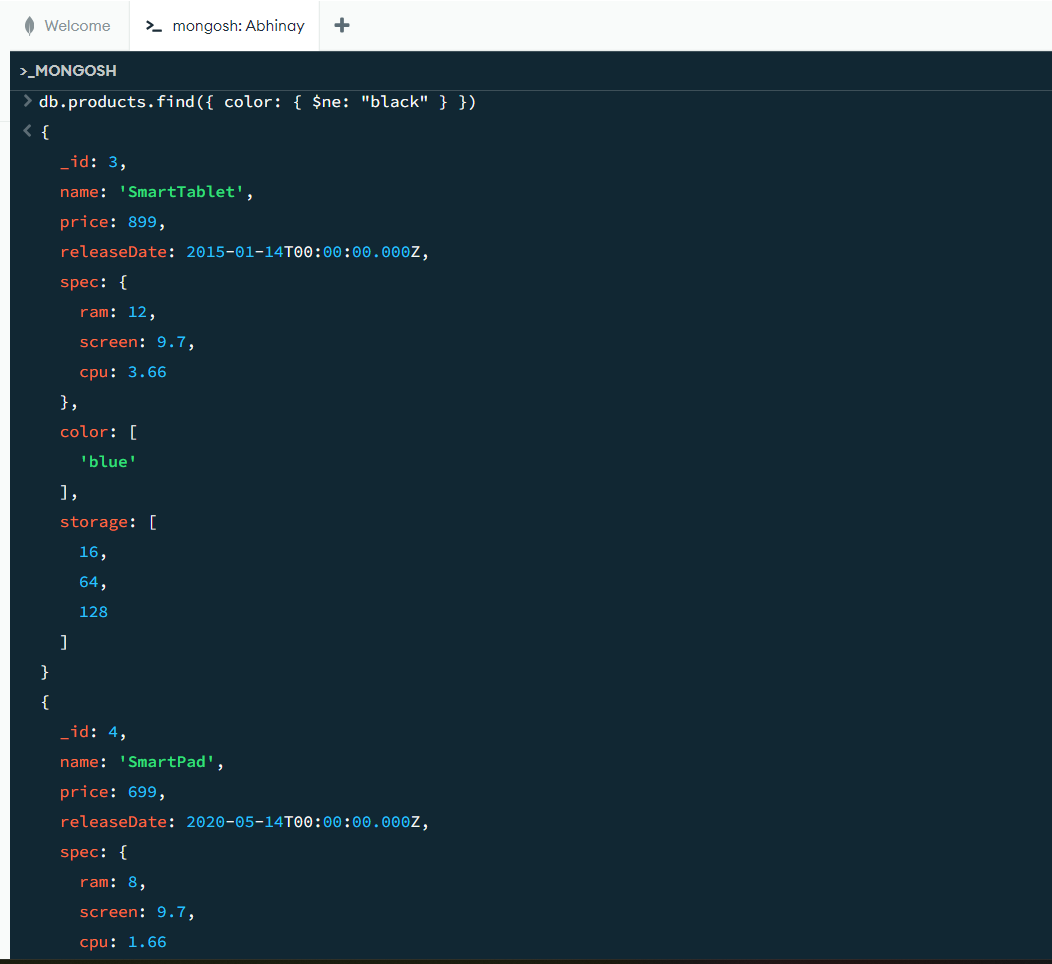 Welcome
>_ mongosh: Abhinay +
>_MONGOSH
> db.products.find({ color: { $ne: "black" } })
< {
_id: 3,
name: 'SmartTablet',
price: 899,
releaseDate: 2015-01-14T00:00:00.000Z,
spec: {
ram: 12,
screen: 9.7,
cpu: 3.66
},
color: [
'blue'
],
storage: [
16,
64,
128
]
}
{
_id: 4,
name: 'SmartPad',
price: 699,
releaseDate: 2020-05-14T00:00:00.000Z,
spec: {
ram: 8,
screen: 9.7,
cpu: 1.66